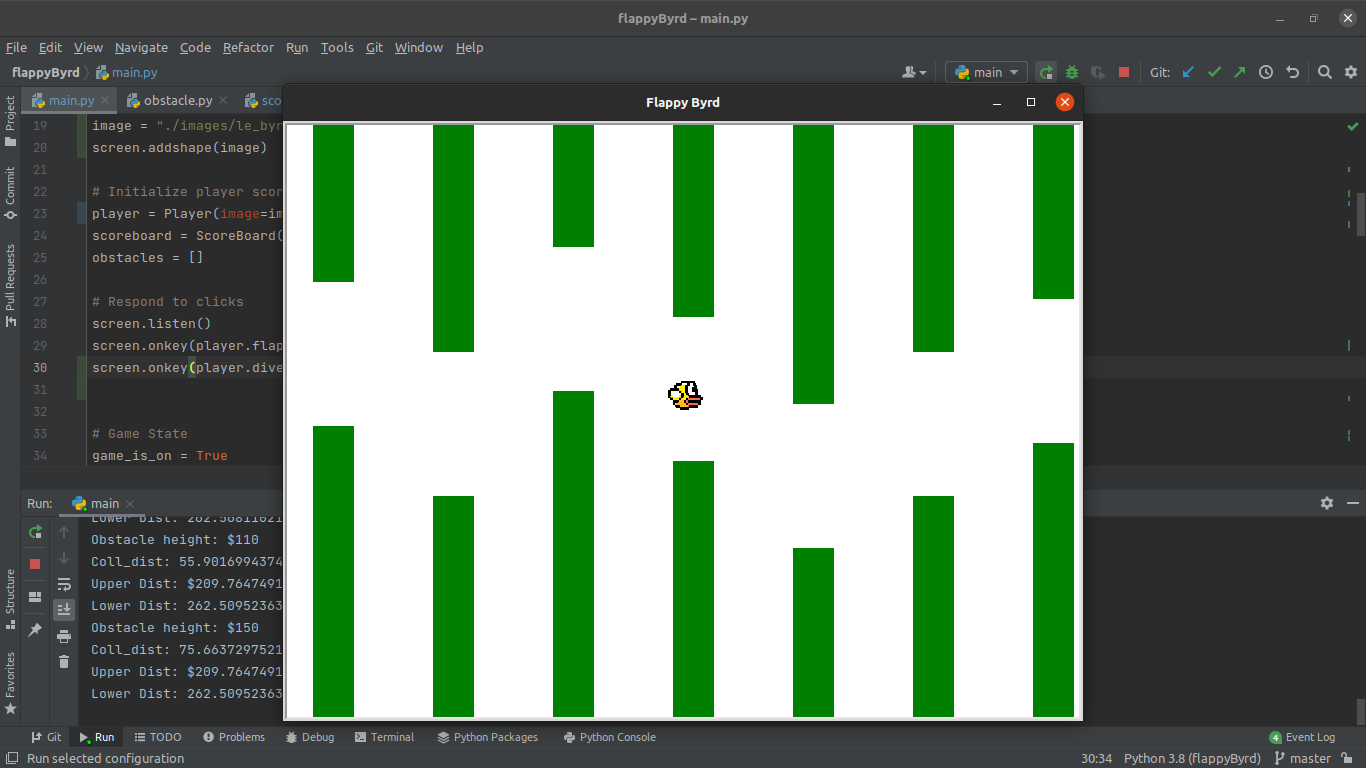 flappyByrd – main.py
File Edit View Navigate Code Refactor Run Tools Git Window Help
flappyByrd main.py
main
Git:
main.py obstacle.py sco
Flappy Byrd
19 image = "./images/le_byr
20 screen.addshape(image)
21
22 # Initialize player scor
23 player = Player(image=im
24 scoreboard = ScoreBoard(
25 obstacles = []
26
27 # Respond to clicks
28 screen.listen()
29 screen.onkey(player.flap
30 screen.onkey(player.dive
31
32
33 # Game State
34 game_is_on = True
Project
Commit
Pull Requests
Structure
Favorites
Run: main
Lower Dist: 262.56811021
Obstacle height: $110
Coll_dist: 55.9016994374
Upper Dist: $209.7647491
Lower Dist: 262.50952363
Obstacle height: $150
Coll_dist: 75.6637297521
Upper Dist: $209.7647491
Lower Dist: 262.50952363
Git Run TODO Problems Debug Terminal Python Packages Python Console 4 Event Log
Run selected configuration 30:34 Python 3.8 (flappyByrd) master